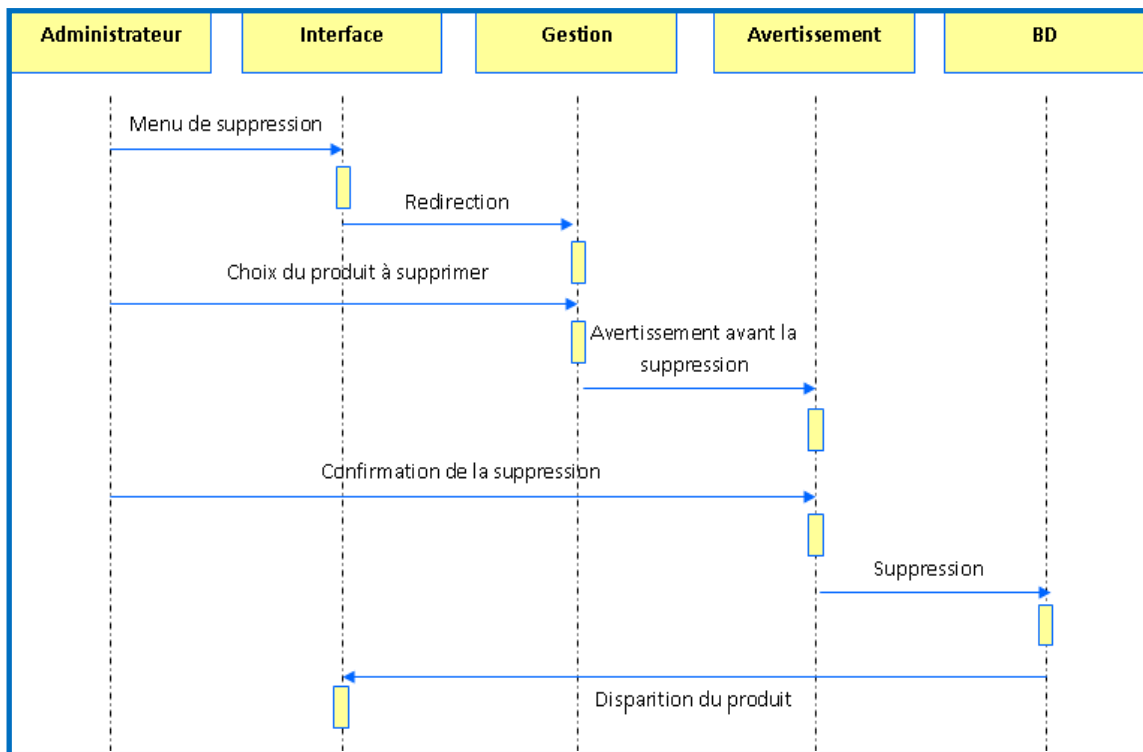 Administrateur
Interface
Gestion
Avertissement
BD
Menu de suppression
Redirection
Choix du produit à supprimer
Avertissement avant la
suppression
Confirmation de la suppression
Suppression
Disparition du produit